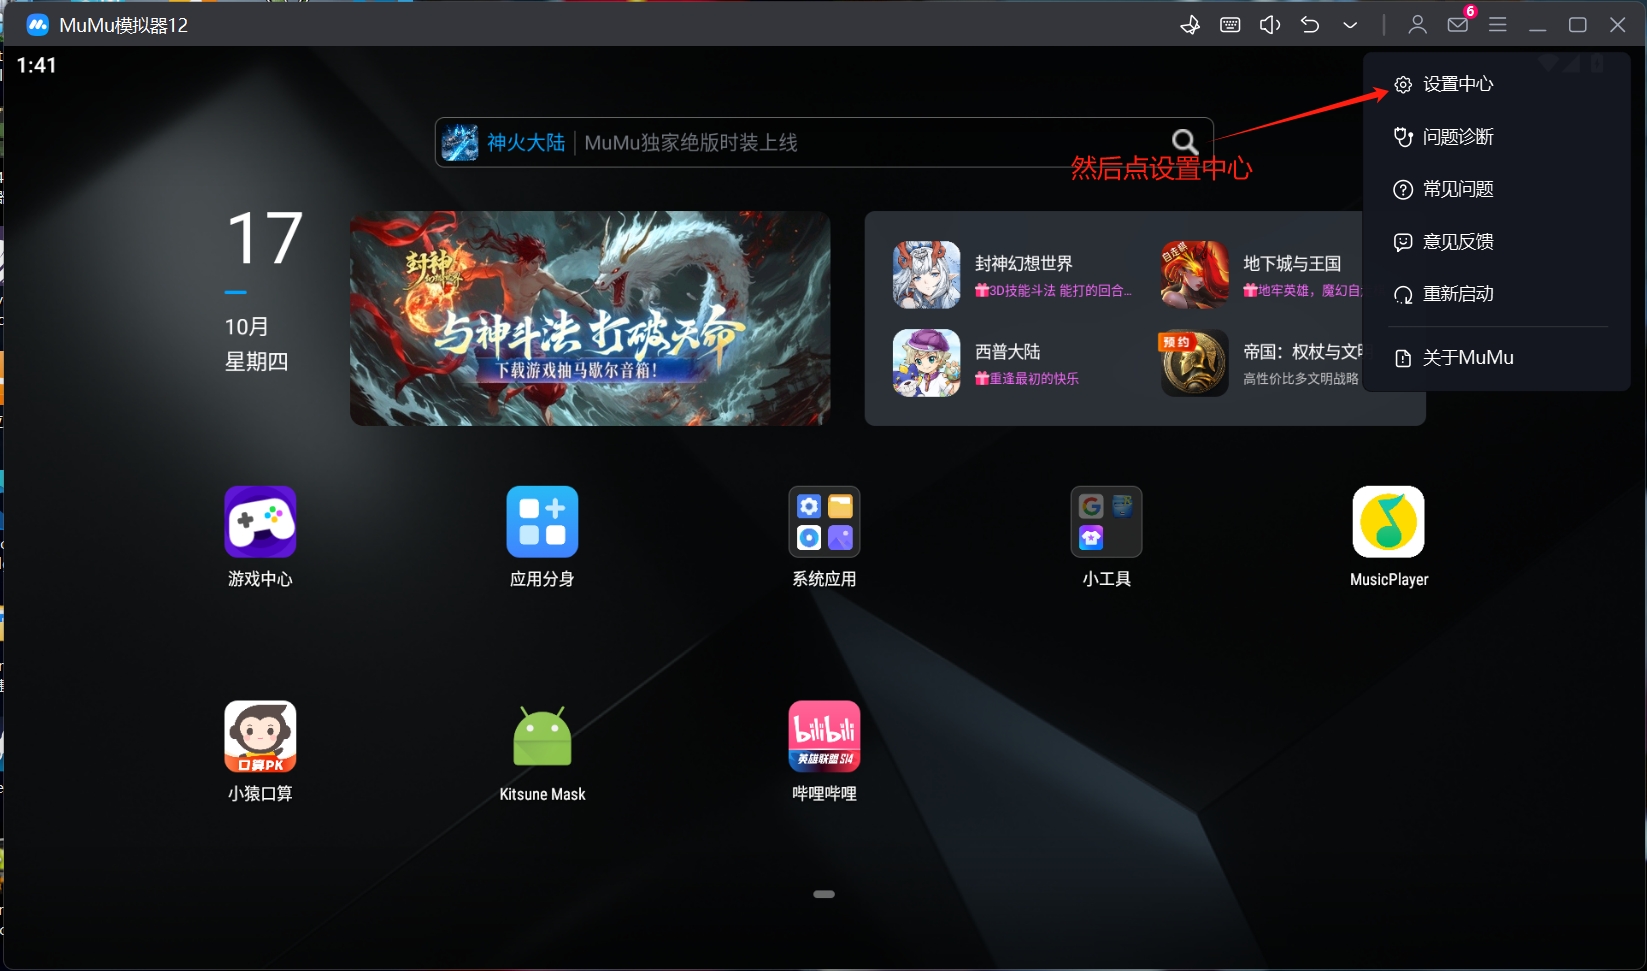 MuMu模拟器12
6
1:41
设置中心
问题诊断
常见问题
意见反馈
重新启动
关于MuMu
神火大陆
MuMu独家绝版时装上线
然后点设置中心
17
10月
星期四
封神
与神斗法 打破天命
下载游戏抽马歇尔音箱!
封神幻想世界
3D技能斗法 能打的回合...
自走棋
地下城与王国
地牢英雄，魔幻自
西普大陆
重逢最初的快乐
预约
帝国：权杖与文明
高性价比多文明战略
游戏中心
应用分身
系统应用
小工具
MusicPlayer
口算PK
小猿口算
Kitsune Mask
bilibili
英雄联盟S14
哔哩哔哩